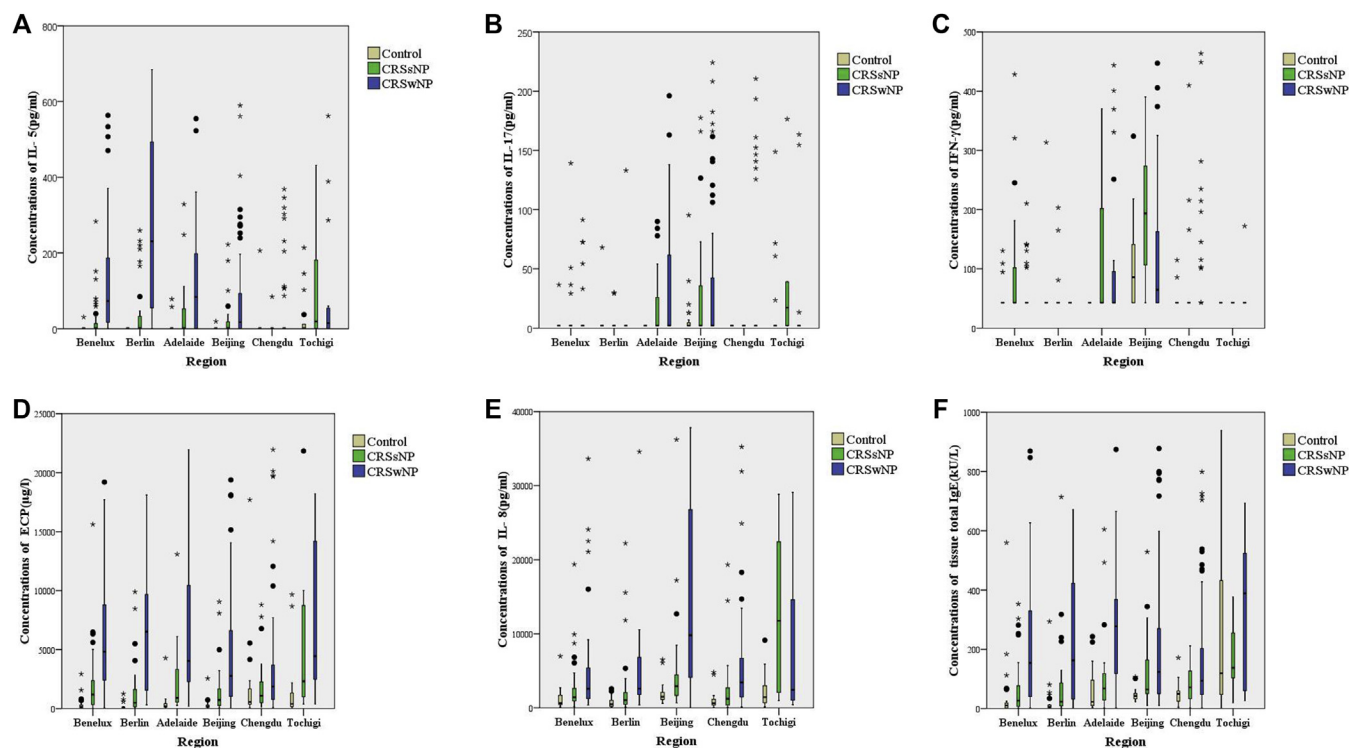 A
800
600
400
200
0
Concentrations of IL- 5(pg/ml)
Benelux Berlin Adelaide Beijing Chengdu Tochigi
Region
Control
CRSsNP
CRSwNP
B
250
200
150
100
50
0
Concentrations of IL-17(pg/ml)
Benelux Berlin Adelaide Beijing Chengdu Tochigi
Region
Control
CRSsNP
CRSwNP
C
500
400
300
200
100
0
Concentrations of IFN-γ(pg/ml)
Benelux Berlin Adelaide Beijing Chengdu Tochigi
Region
Control
CRSsNP
CRSwNP
D
25000
20000
15000
10000
5000
0
Concentrations of ECP(µg/l)
Benelux Berlin Adelaide Beijing Chengdu Tochigi
Region
Control
CRSsNP
CRSwNP
E
40000
30000
20000
10000
0
Concentrations of IL- 8(pg/ml)
Benelux Berlin Adelaide Beijing Chengdu Tochigi
Region
Control
CRSsNP
CRSwNP
F
1000
800
600
400
200
0
Concentrations of tissue total IgE(kU/L)
Benelux Berlin Adelaide Beijing Chengdu Tochigi
Region
Control
CRSsNP
CRSwNP